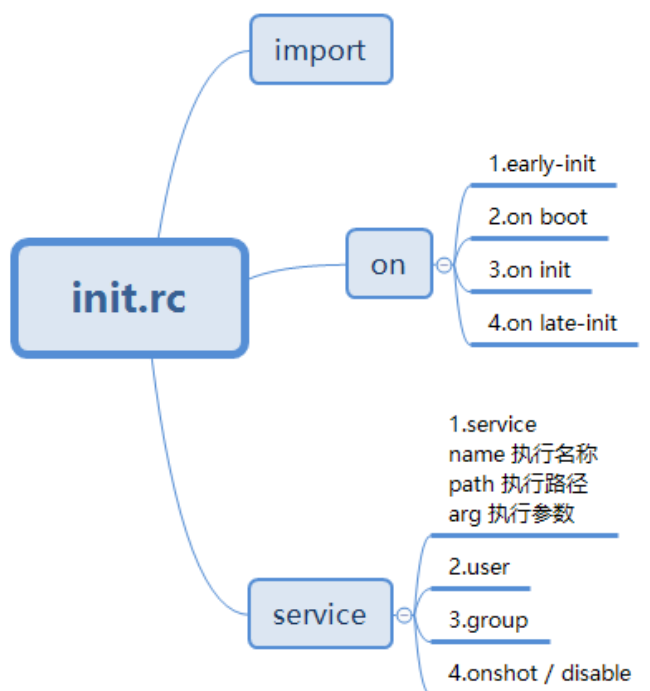 import
1.early-init
2.on boot
on
3.on init
init.rc
4.on late-init
1.service
name 执行名称
path 执行路径
arg 执行参数
2.user
service
3.group
4.onshot / disable